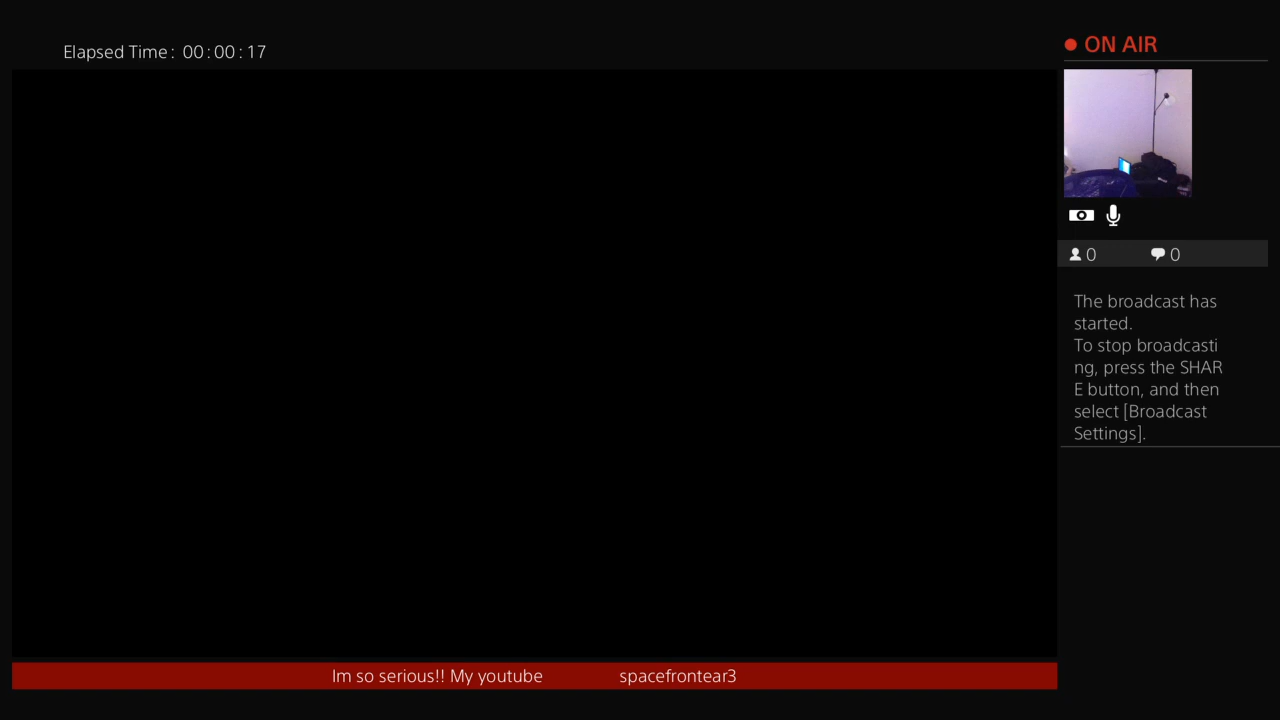 Elapsed Time: 00:00:17
ON AIR
0 0
The broadcast has
started.
To stop broadcasti
ng, press the SHAR
E button, and then
select [Broadcast
Settings].
Im so serious!! My youtube spacefrontear3